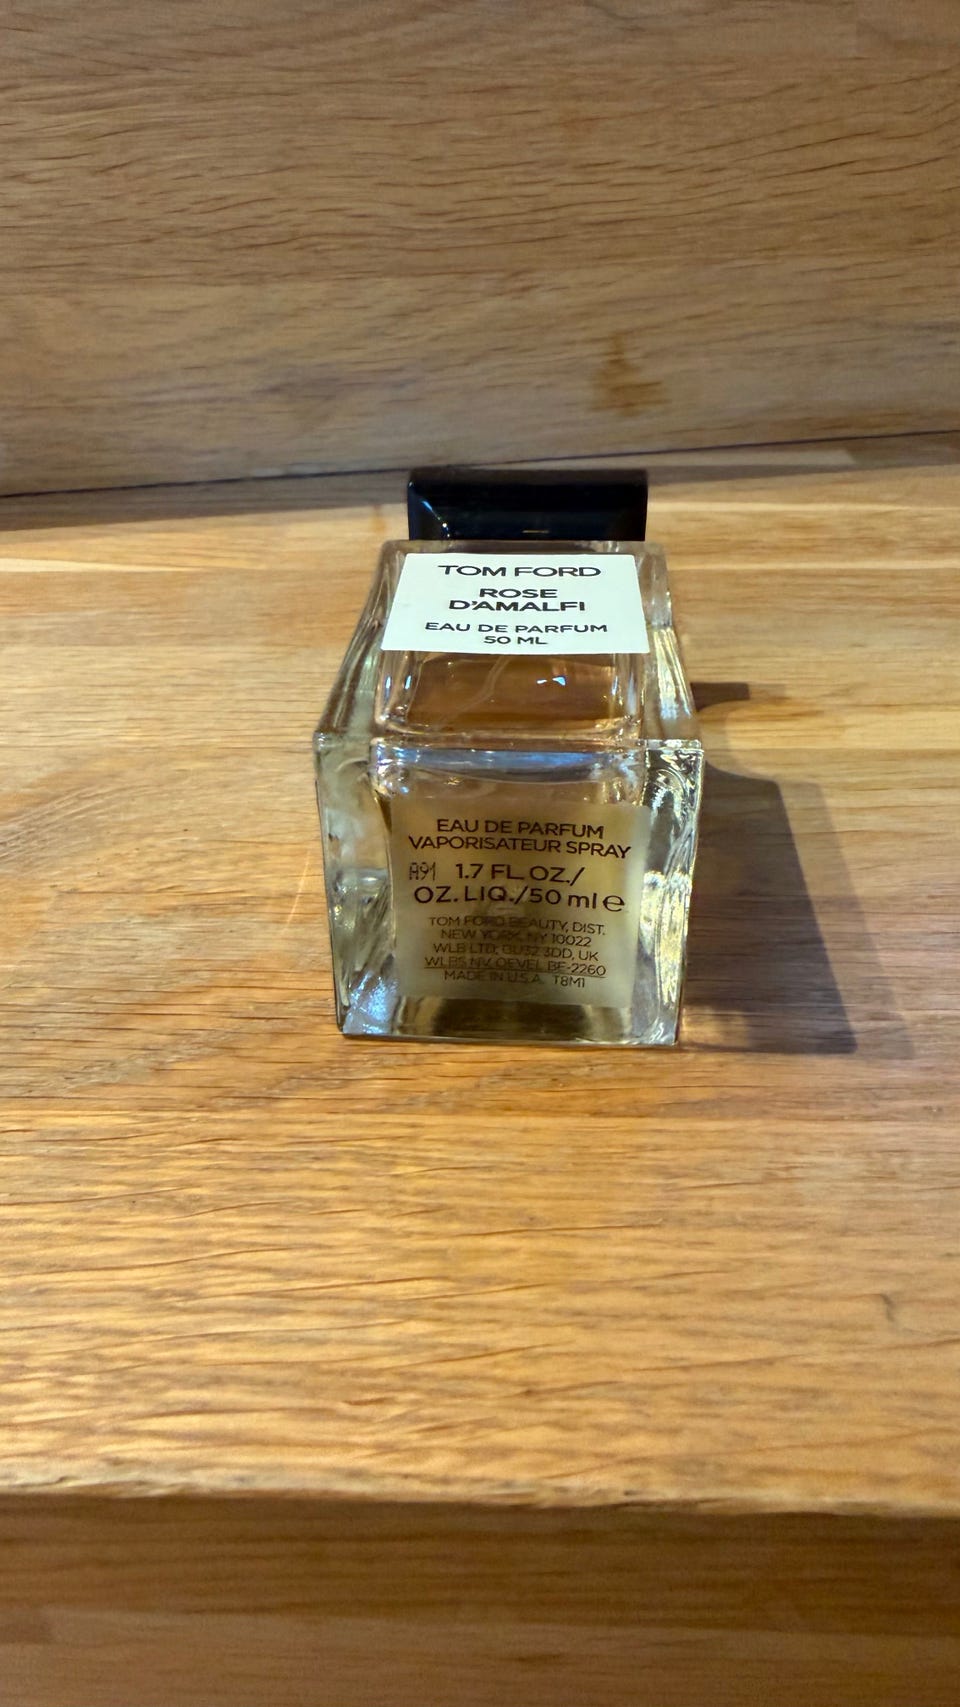 TOM FORD
ROSE
D'AMALFI
EAU DE PARFUM
50 ML
EAU DE PARFUM
VAPORISATEUR SPRAY
A91 1.7 FL OZ./
OZ. LIQ./50 ml e
TOM FORD BEAUTY, DIST.
NEW YORK, NY 10022
WLB LTD, GU32 3DD, UK
WLBS NV, OEVEL BE-2260
MADE IN U.S.A. T8M1